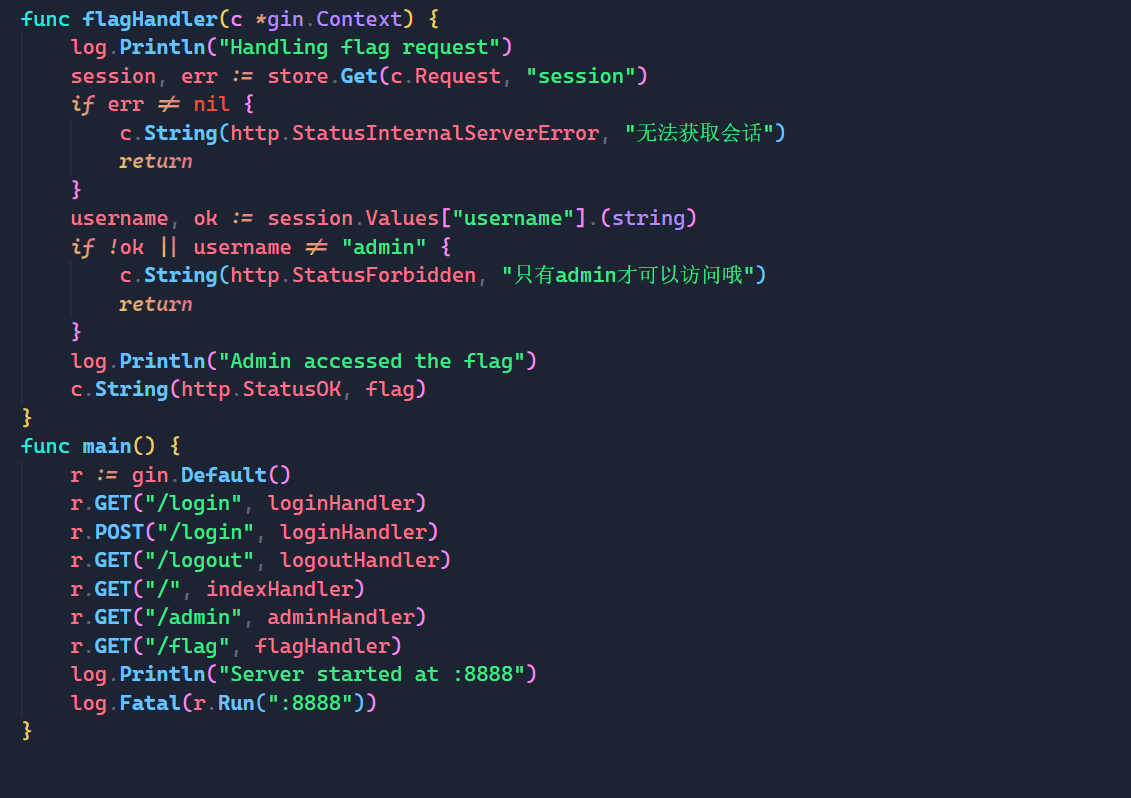 func flagHandler(c *gin.Context) {
    log.Println("Handling flag request")
    session, err := store.Get(c.Request, "session")
    if err != nil {
        c.String(http.StatusInternalServerError, "无法获取会话")
        return
    }
    username, ok := session.Values["username"].(string)
    if !ok || username != "admin" {
        c.String(http.StatusForbidden, "只有admin才可以访问哦")
        return
    }
    log.Println("Admin accessed the flag")
    c.String(http.StatusOK, flag)
}
func main() {
    r := gin.Default()
    r.GET("/login", loginHandler)
    r.POST("/login", loginHandler)
    r.GET("/logout", logoutHandler)
    r.GET("/", indexHandler)
    r.GET("/admin", adminHandler)
    r.GET("/flag", flagHandler)
    log.Println("Server started at :8888")
    log.Fatal(r.Run(":8888"))
}